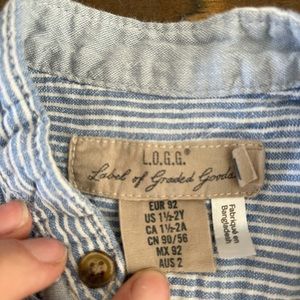 L.O.G.G.®
Label of Graded Goods
EUR 92
US 1½-2Y
CA 1½-2A
CN 90/56
MX 92
AUS 2
Fabriqué en
Bangladesh